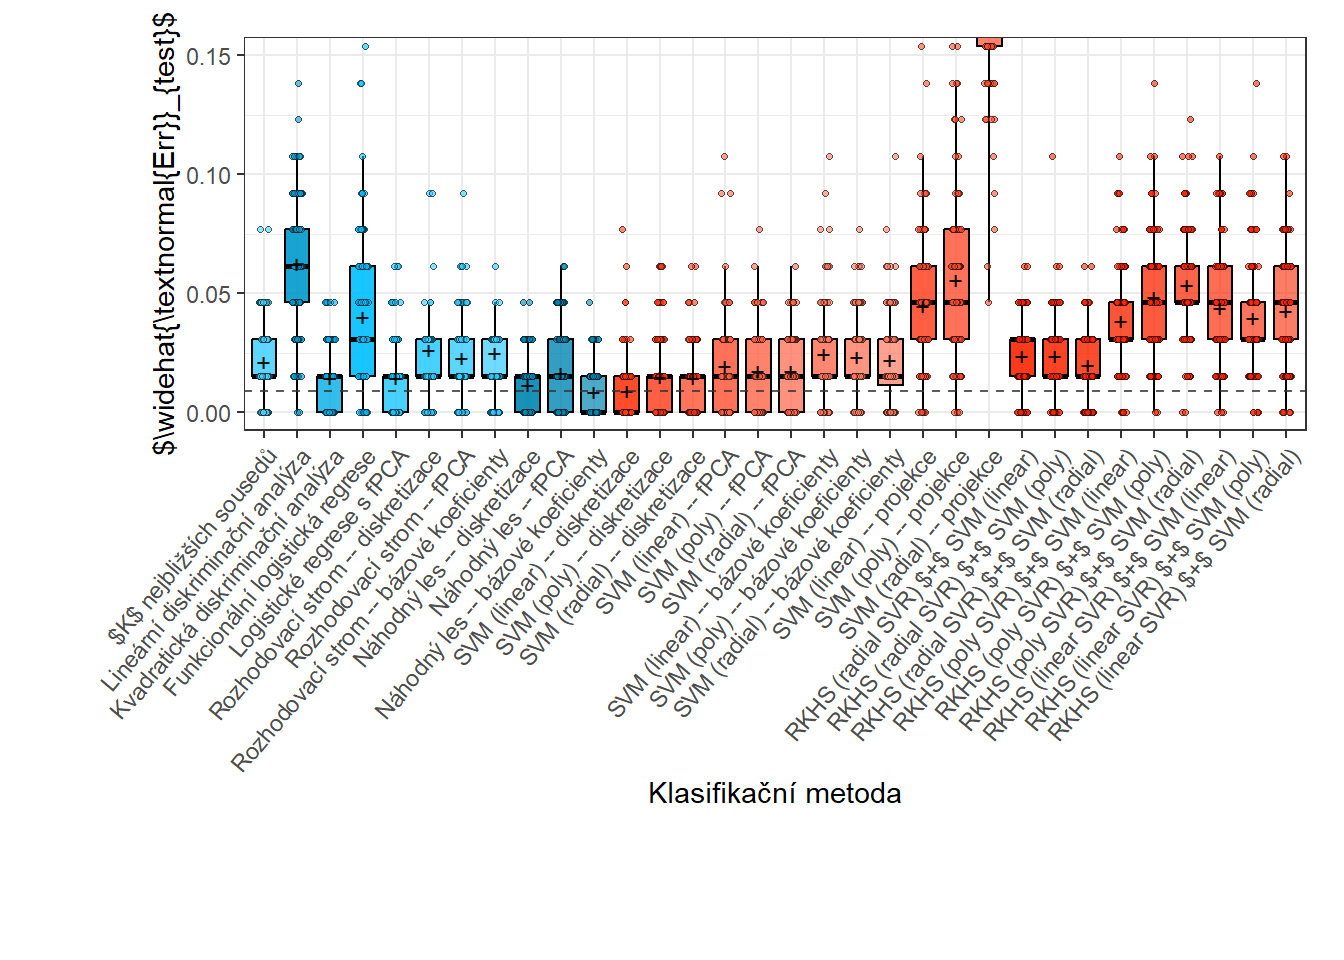 $\widehat{\textnormal{Err}}_{test}$
0.15
0.10
0.05
0.00
$K$ nejbližších sousedů
Lineární diskriminační analýza
Kvadratická diskriminační analýza
Funkcionální logistická regrese
Logistické regrese s fPCA
Rozhodovací strom -- diskretizace
Rozhodovací strom -- fPCA
Rozhodovací strom -- bázové koeficienty
Náhodný les -- diskretizace
Náhodný les -- fPCA
Náhodný les -- bázové koeficienty
SVM (linear) -- diskretizace
SVM (poly) -- diskretizace
SVM (radial) -- diskretizace
SVM (linear) -- fPCA
SVM (poly) -- fPCA
SVM (radial) -- fPCA
SVM (linear) -- bázové koeficienty
SVM (poly) -- bázové koeficienty
SVM (radial) -- bázové koeficienty
SVM (linear) -- projekce
SVM (poly) -- projekce
SVM (radial) -- projekce
RKHS (radial SVR) $+$ SVM (linear)
RKHS (radial SVR) $+$ SVM (poly)
RKHS (radial SVR) $+$ SVM (radial)
RKHS (poly SVR) $+$ SVM (linear)
RKHS (poly SVR) $+$ SVM (poly)
RKHS (poly SVR) $+$ SVM (radial)
RKHS (linear SVR) $+$ SVM (linear)
RKHS (linear SVR) $+$ SVM (poly)
RKHS (linear SVR) $+$ SVM (radial)
Klasifikační metoda